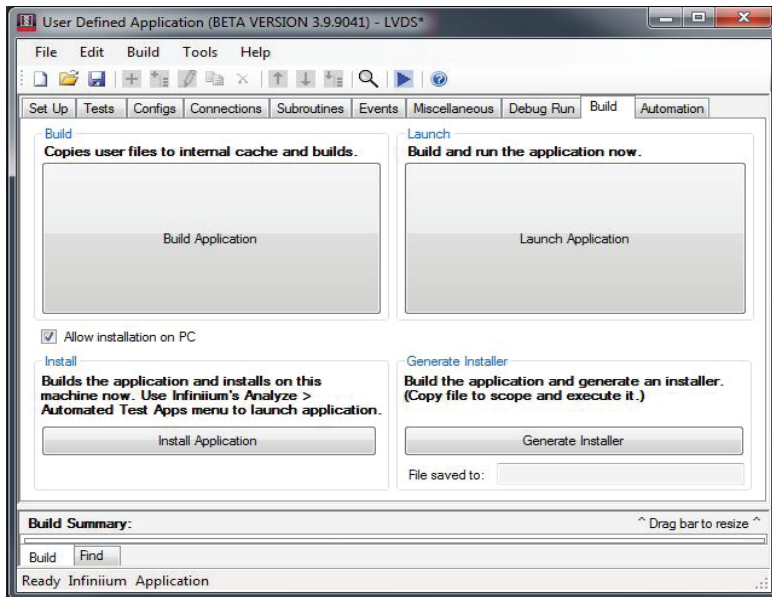 User Defined Application (BETA VERSION 3.9.9041) - LVDS*
File Edit Build Tools Help
Set Up Tests Configs Connections Subroutines Events Miscellaneous Debug Run Build Automation
Build
Copies user files to internal cache and builds.
Build Application
Launch
Build and run the application now.
Launch Application
Allow installation on PC
Install
Builds the application and installs on this
machine now. Use Infiniium's Analyze >
Automated Test Apps menu to launch application.
Install Application
Generate Installer
Build the application and generate an installer.
(Copy file to scope and execute it.)
Generate Installer
File saved to:
Build Summary:
^ Drag bar to resize ^
Build Find
Ready Infiniium Application